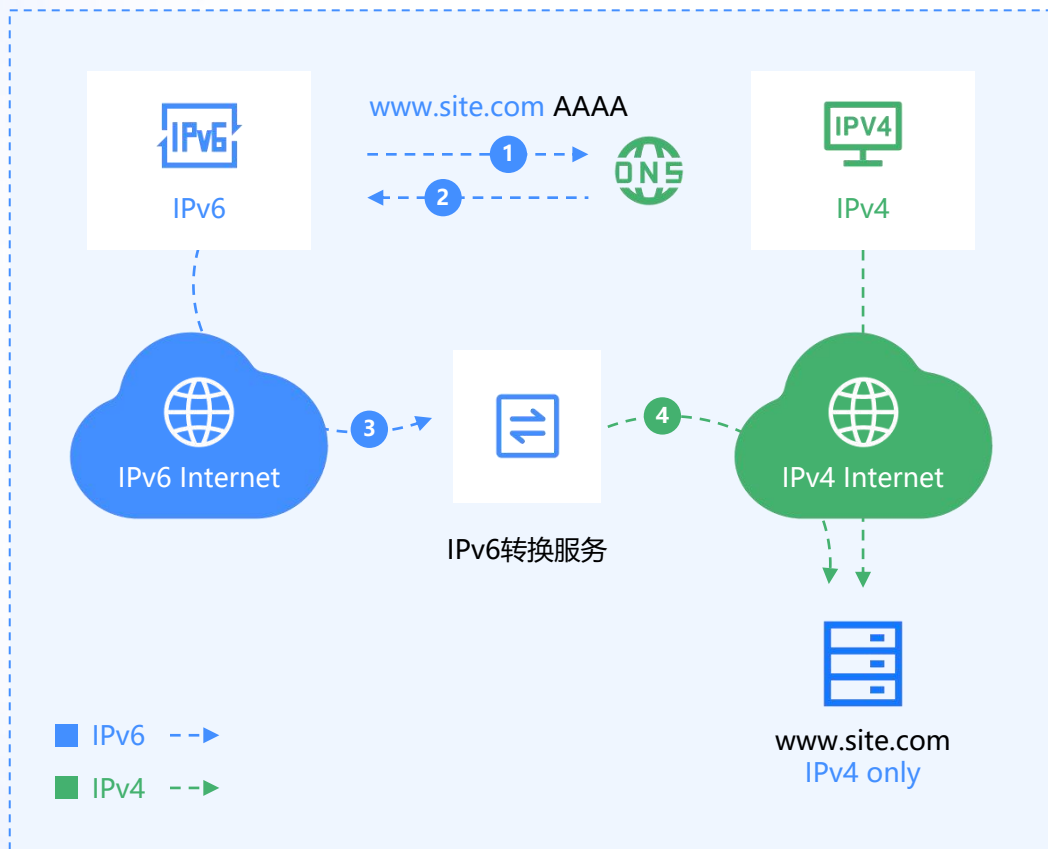 www.site.com AAAA
IPv6
IPV4
1
DNS
2
IPv6
IPv4
3
4
IPv6 Internet
IPv4 Internet
IPv6转换服务
IPv6
www.site.com
IPv4 only
IPv4